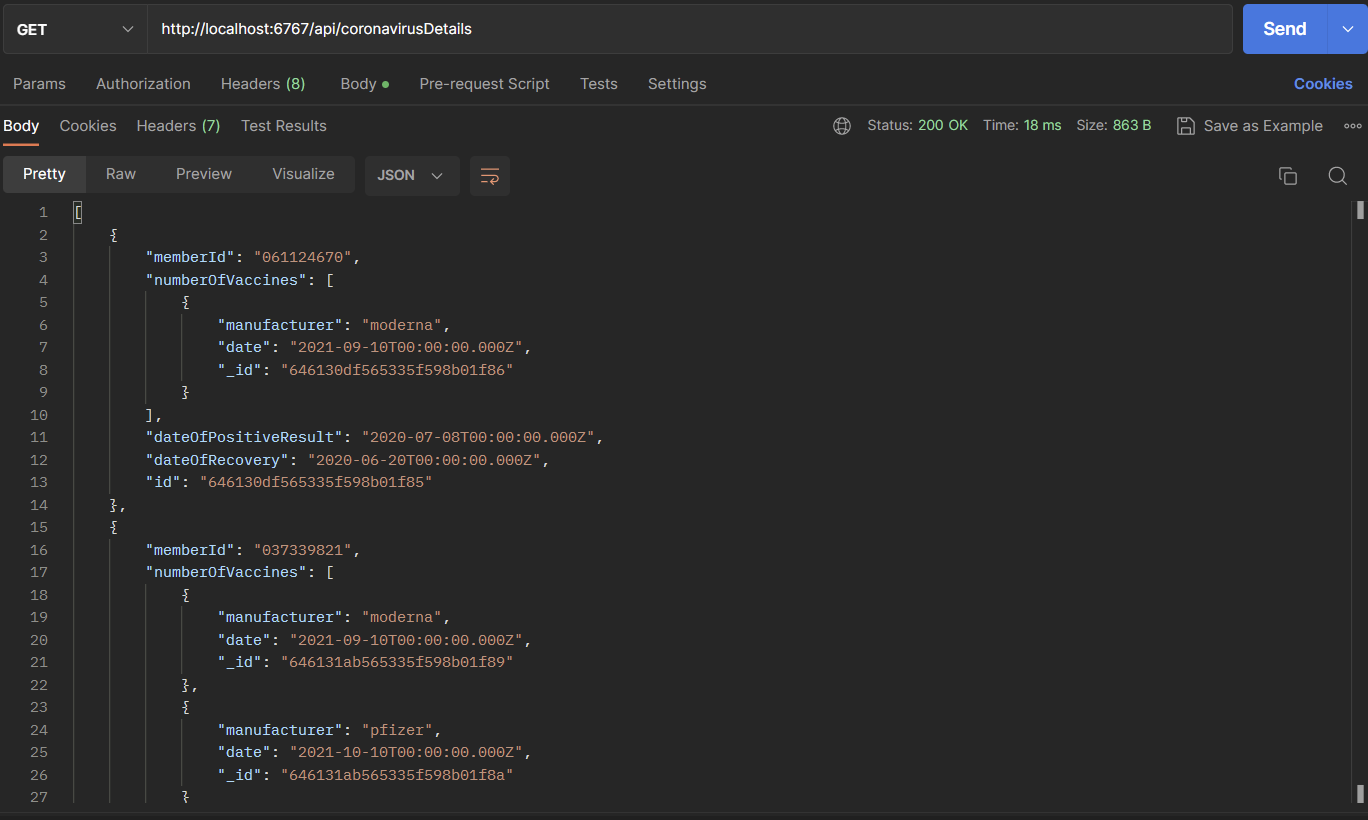 GET http://localhost:6767/api/coronavirusDetails Send
Params Authorization Headers (8) Body Pre-request Script Tests Settings Cookies
Body Cookies Headers (7) Test Results Status: 200 OK Time: 18 ms Size: 863 B Save as Example
Pretty Raw Preview Visualize JSON
1 [
2 {
3 "memberId": "061124670",
4 "numberOfVaccines": [
5 {
6 "manufacturer": "moderna",
7 "date": "2021-09-10T00:00:00.000Z",
8 "_id": "646130df565335f598b01f86"
9 }
10 ],
11 "dateOfPositiveResult": "2020-07-08T00:00:00.000Z",
12 "dateOfRecovery": "2020-06-20T00:00:00.000Z",
13 "id": "646130df565335f598b01f85"
14 },
15 {
16 "memberId": "037339821",
17 "numberOfVaccines": [
18 {
19 "manufacturer": "moderna",
20 "date": "2021-09-10T00:00:00.000Z",
21 "_id": "646131ab565335f598b01f89"
22 },
23 {
24 "manufacturer": "pfizer",
25 "date": "2021-10-10T00:00:00.000Z",
26 "_id": "646131ab565335f598b01f8a"
27 }